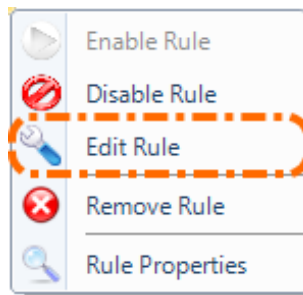 Enable Rule
Disable Rule
Edit Rule
Remove Rule
Rule Properties